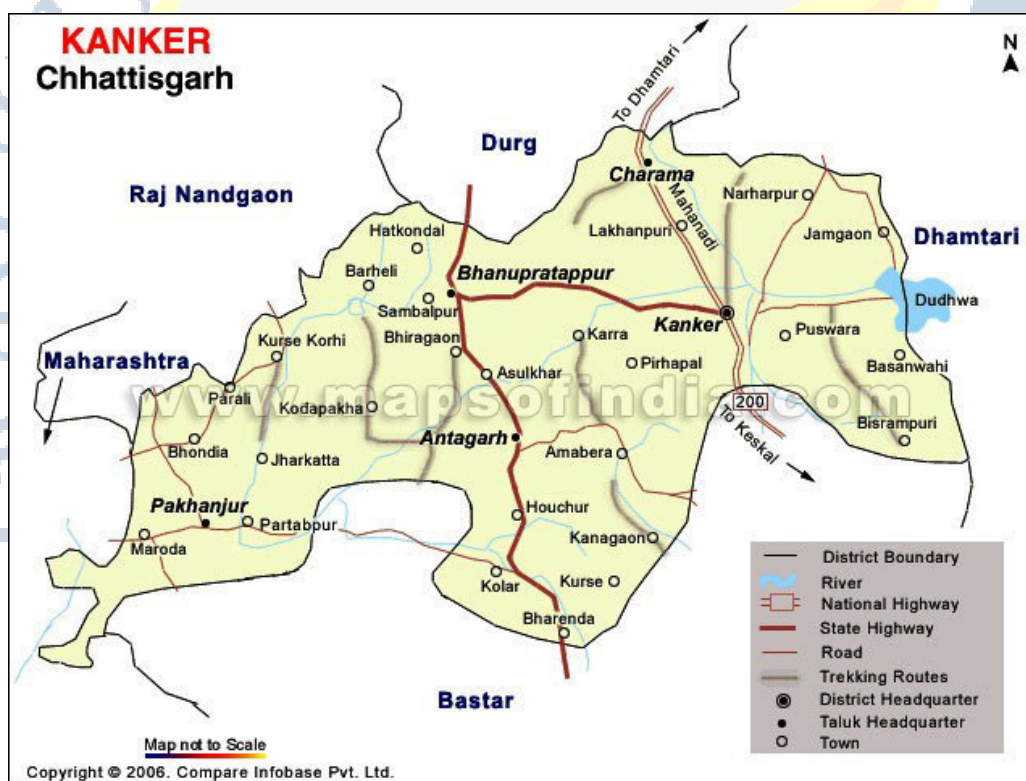 KANKER
Chhattisgarh
N
To Dhamtari
Durg
Raj Nandgaon
Charama
Mahanadi
Narharpur
Lakhanpuri
Jamgaon
Dhamtari
Hatkondal
Barheli
Bhanupratappur
Sambalpur
Dudhwa
Kanker
Bhiragaon
Karra
Puswara
Kurse Korhi
Maharashtra
Pirhapal
Basanwahi
Asulkhar
Parali
www.mapsofindia.com
Kodapakha
200
To Keskal
Bisrampuri
Antagarh
Bhondia
Jharkatta
Amabera
Pakhanjur
Partabpur
Houchur
Maroda
Kanagaon
Kolar
Kurse
Bharenda
Bastar
District Boundary
River
National Highway
State Highway
Road
Trekking Routes
District Headquarter
Taluk Headquarter
Town
Map not to Scale
Copyright © 2006. Compare Infobase Pvt. Ltd.